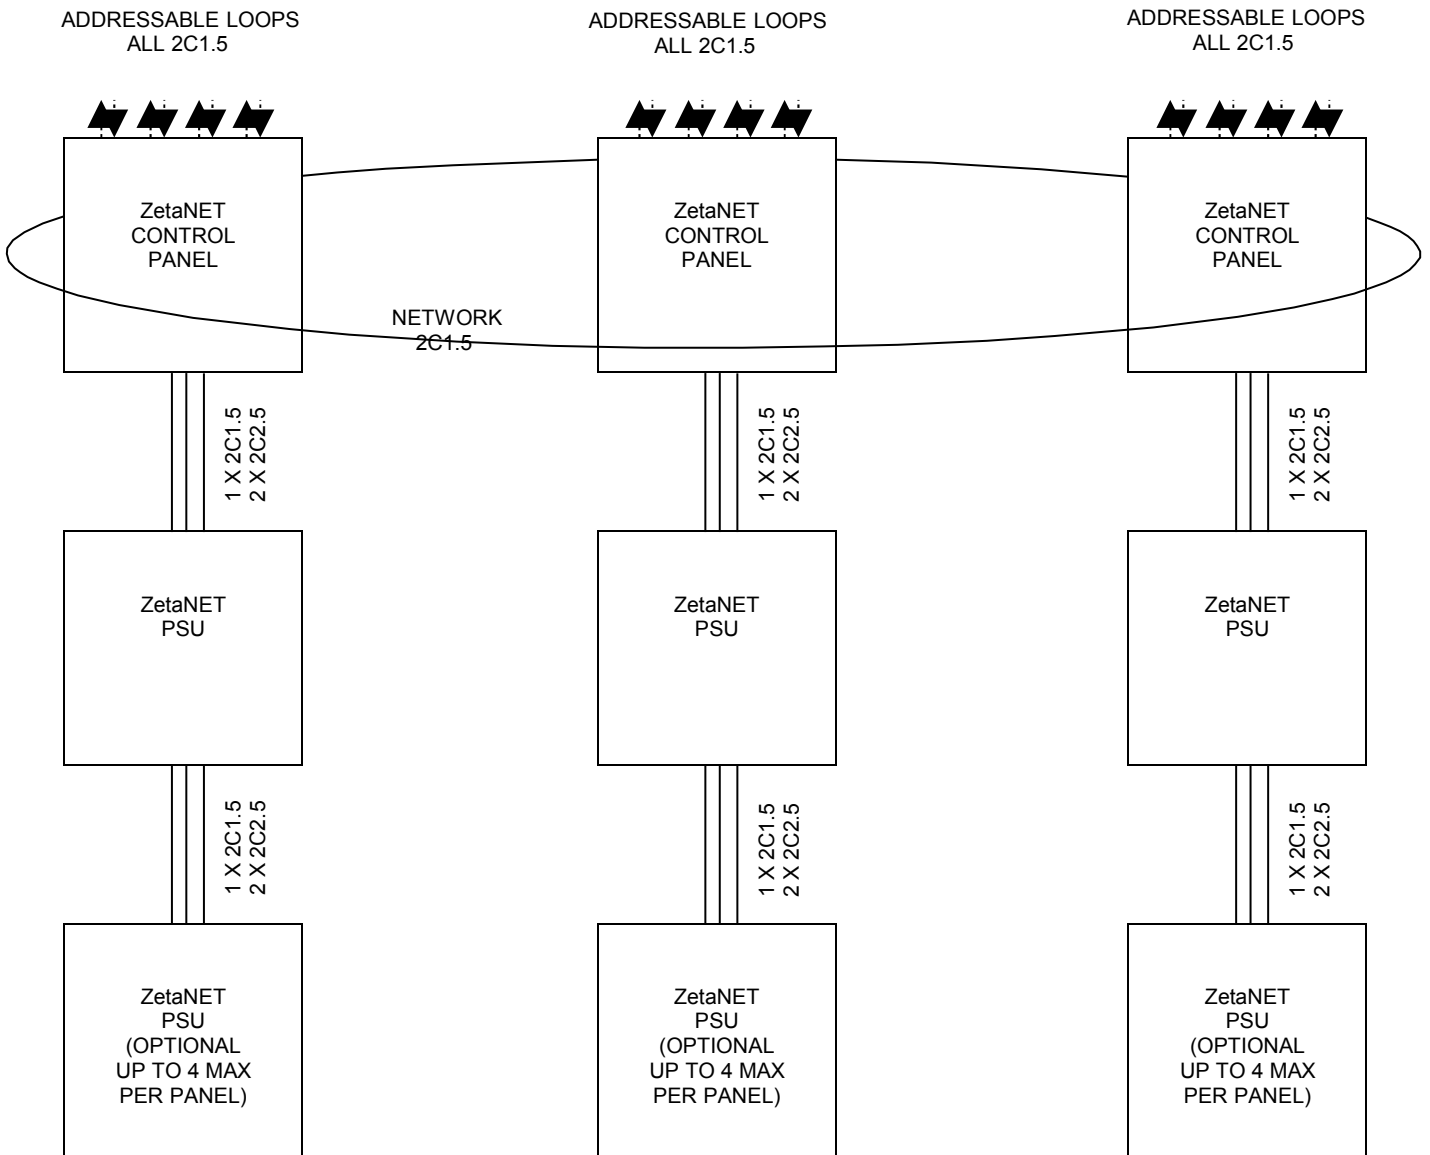 ADDRESSABLE LOOPS
ALL 2C1.5
ADDRESSABLE LOOPS
ALL 2C1.5
ADDRESSABLE LOOPS
ALL 2C1.5
ZetaNET
CONTROL
PANEL
ZetaNET
CONTROL
PANEL
ZetaNET
CONTROL
PANEL
NETWORK
2C1.5
1 X 2C1.5
2 X 2C2.5
1 X 2C1.5
2 X 2C2.5
1 X 2C1.5
2 X 2C2.5
ZetaNET
PSU
ZetaNET
PSU
ZetaNET
PSU
1 X 2C1.5
2 X 2C2.5
1 X 2C1.5
2 X 2C2.5
1 X 2C1.5
2 X 2C2.5
ZetaNET
PSU
(OPTIONAL
UP TO 4 MAX
PER PANEL)
ZetaNET
PSU
(OPTIONAL
UP TO 4 MAX
PER PANEL)
ZetaNET
PSU
(OPTIONAL
UP TO 4 MAX
PER PANEL)